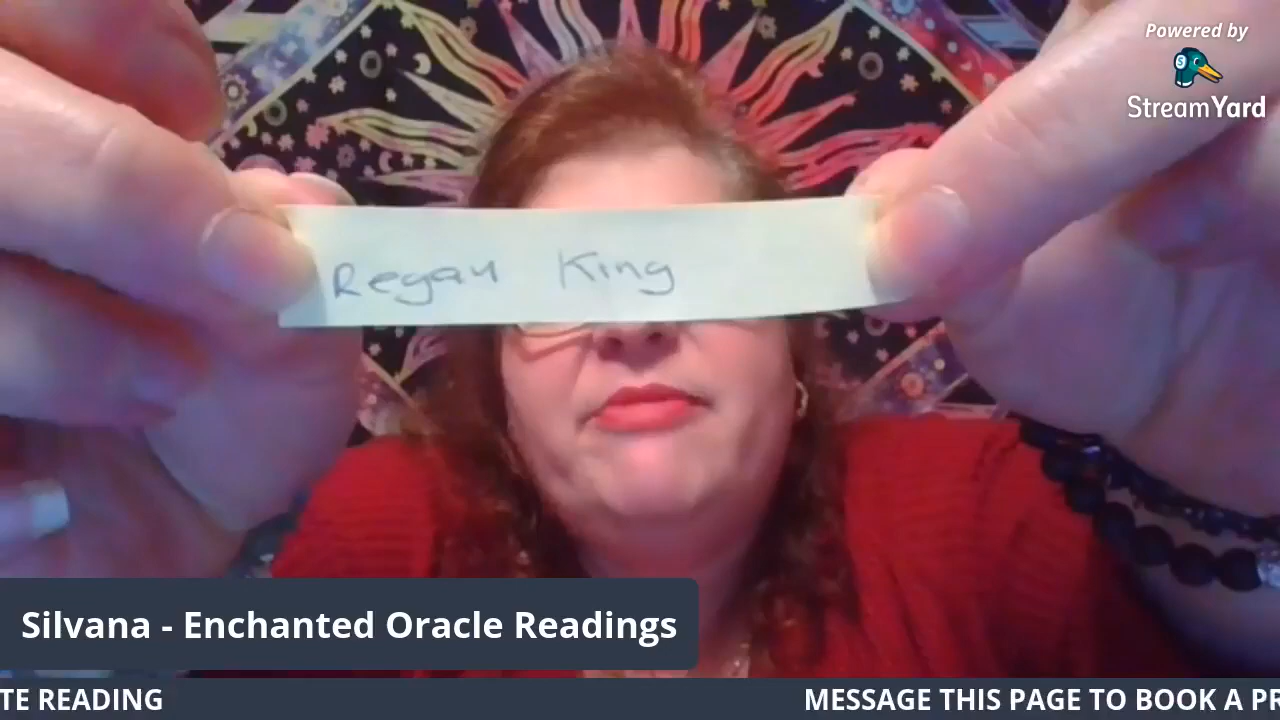 Powered by
StreamYard
Regan King
Silvana - Enchanted Oracle Readings
TE READING MESSAGE THIS PAGE TO BOOK A PR